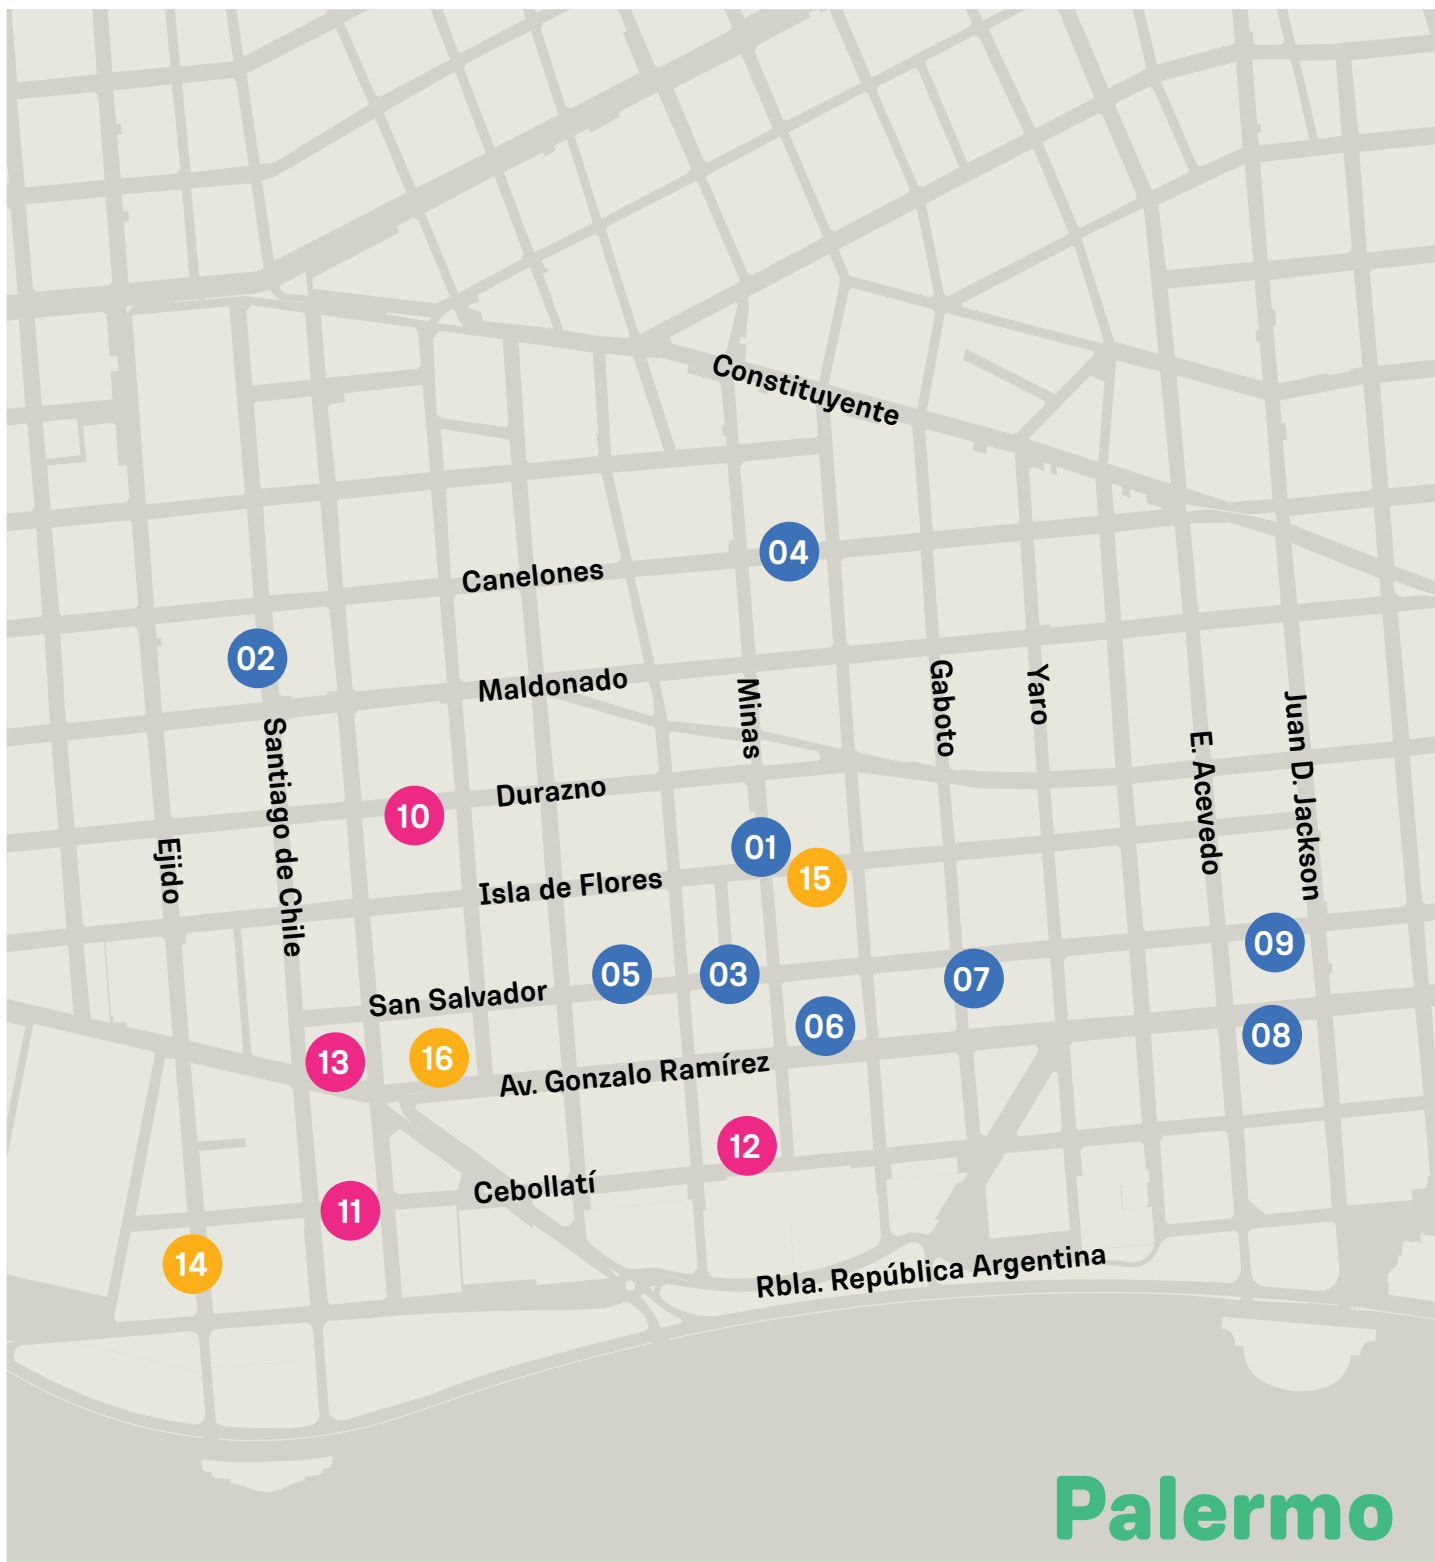 Constituyente
04
Canelones
02
Maldonado
Minas
Gaboto
Yaro
Juan D. Jackson
Santiago de Chile
E. Acevedo
10
Durazno
Ejido
01
15
Isla de Flores
09
05
03
07
San Salvador
06
08
13
16
Av. Gonzalo Ramírez
12
Cebollatí
11
14
Rbla. República Argentina
Palermo